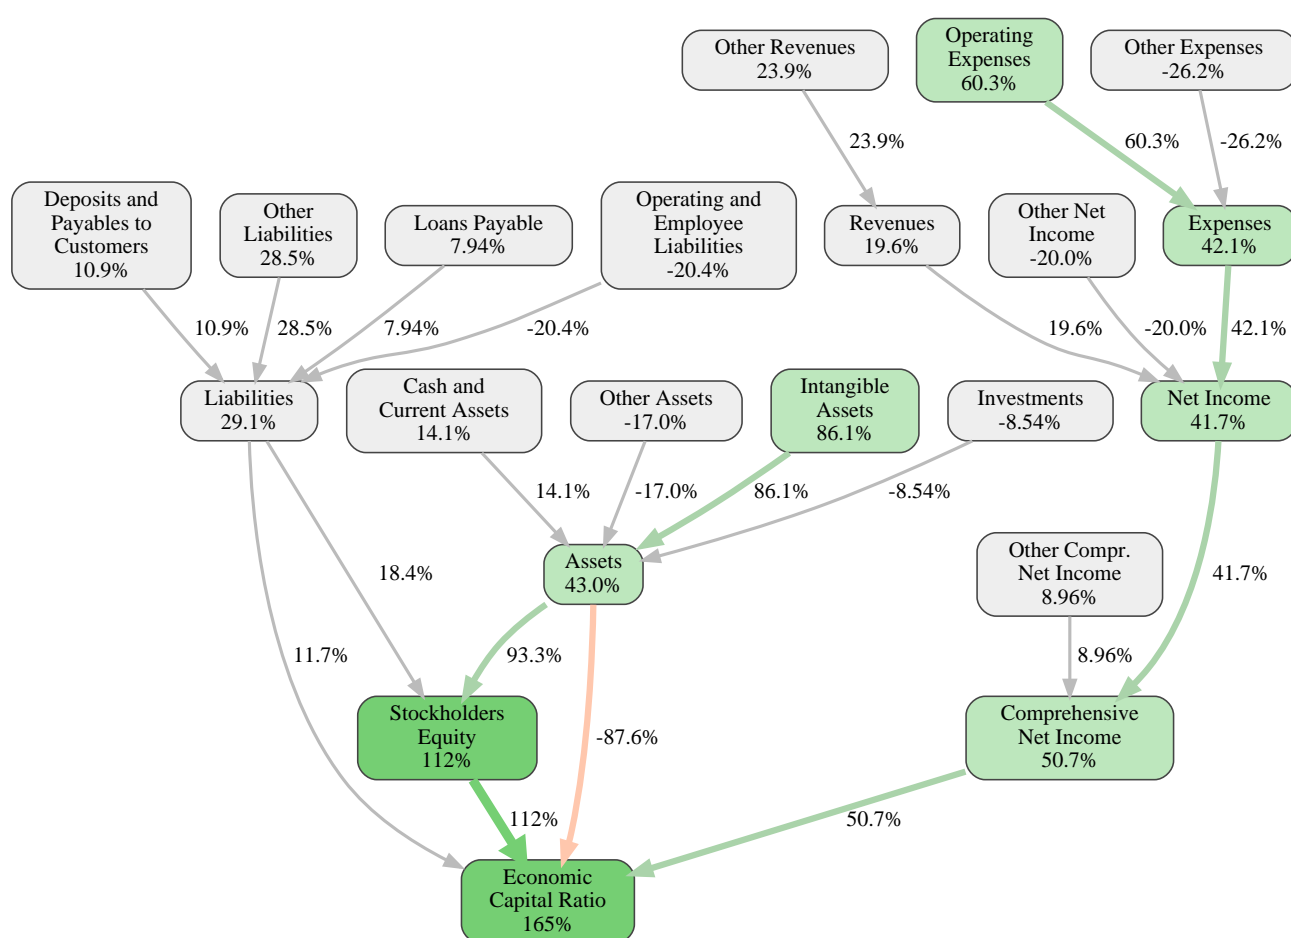 Other Revenues
23.9%
Operating
Expenses
60.3%
Other Expenses
-26.2%
23.9%
60.3%
-26.2%
Deposits and
Payables to
Customers
10.9%
Other
Liabilities
28.5%
Loans Payable
7.94%
Operating and
Employee
Liabilities
-20.4%
Revenues
19.6%
Other Net
Income
-20.0%
Expenses
42.1%
10.9%
28.5%
7.94%
-20.4%
19.6%
-20.0%
42.1%
Liabilities
29.1%
Cash and
Current Assets
14.1%
Other Assets
-17.0%
Intangible
Assets
86.1%
Investments
-8.54%
Net Income
41.7%
14.1%
-17.0%
86.1%
-8.54%
18.4%
Assets
43.0%
Other Compr.
Net Income
8.96%
41.7%
11.7%
93.3%
8.96%
Stockholders
Equity
112%
-87.6%
Comprehensive
Net Income
50.7%
112%
50.7%
Economic
Capital Ratio
165%